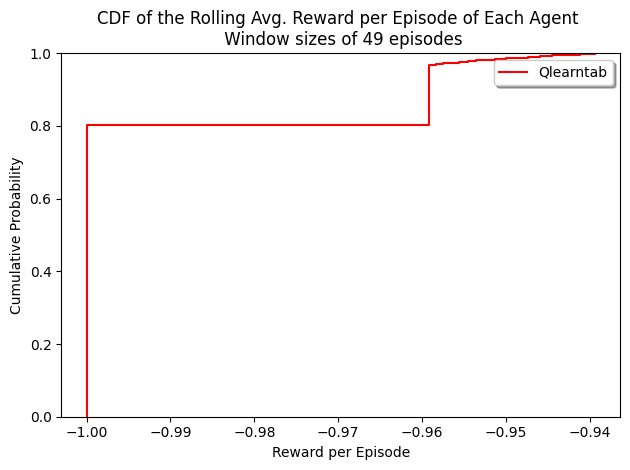 CDF of the Rolling Avg. Reward per Episode of Each Agent
Window sizes of 49 episodes
Qlearntab
Cumulative Probability
1.0
0.8
0.6
0.4
0.2
0.0
−1.00 −0.99 −0.98 −0.97 −0.96 −0.95 −0.94
Reward per Episode